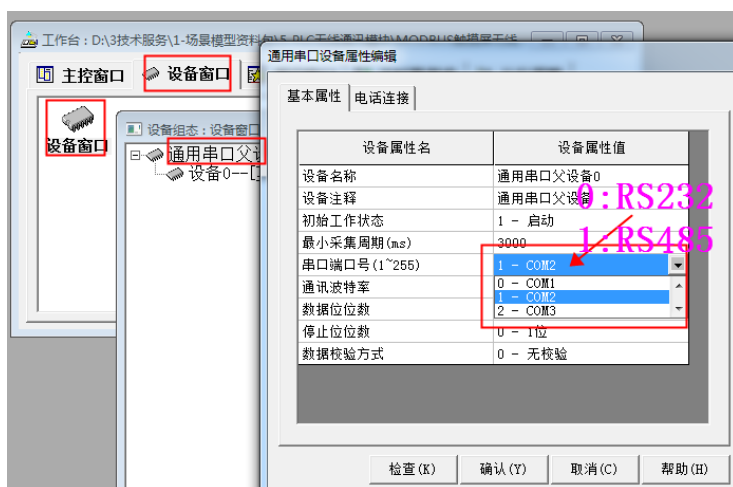 工作台：D:\3技术服务\1-场景模型资料包\5-PLC无线通讯模块\MODBUS触摸屏无线
主控窗口
设备窗口
设备窗口
设备组态：设备窗口
通用串口父设
设备0--[
通用串口设备属性编辑
基本属性 电话连接
设备属性名 设备属性值
设备名称 通用串口父设备0
设备注释 通用串口父设备
初始工作状态 1 - 启动
最小采集周期(ms) 3000
串口端口号(1~255) 1 - COM2
0 - COM1
1 - COM2
2 - COM3
通讯波特率
数据位位数
停止位位数 0 - 1位
数据校验方式 0 - 无校验
0:RS232
1:RS485
检查(K) 确认(Y) 取消(C) 帮助(H)